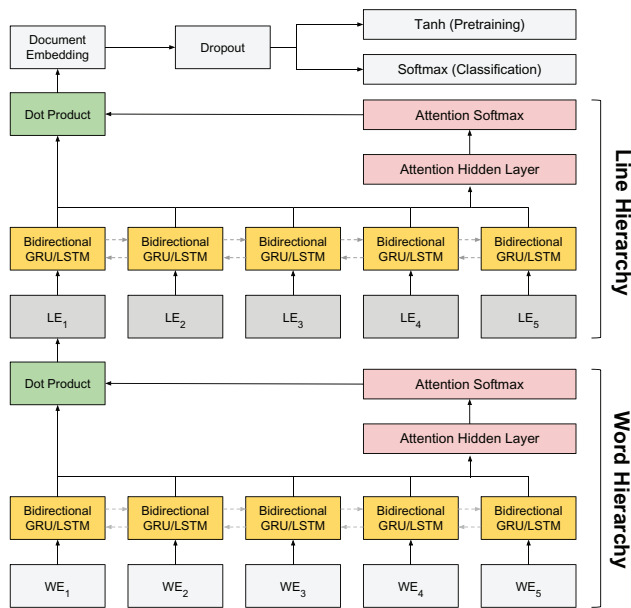 Document
Embedding
Dropout
Tanh (Pretraining)
Softmax (Classification)
Dot Product
Attention Softmax
Attention Hidden Layer
Line Hierarchy
Bidirectional
GRU/LSTM
Bidirectional
GRU/LSTM
Bidirectional
GRU/LSTM
Bidirectional
GRU/LSTM
Bidirectional
GRU/LSTM
LE1
LE2
LE3
LE4
LE5
Dot Product
Attention Softmax
Attention Hidden Layer
Word Hierarchy
Bidirectional
GRU/LSTM
Bidirectional
GRU/LSTM
Bidirectional
GRU/LSTM
Bidirectional
GRU/LSTM
Bidirectional
GRU/LSTM
WE1
WE2
WE3
WE4
WE5